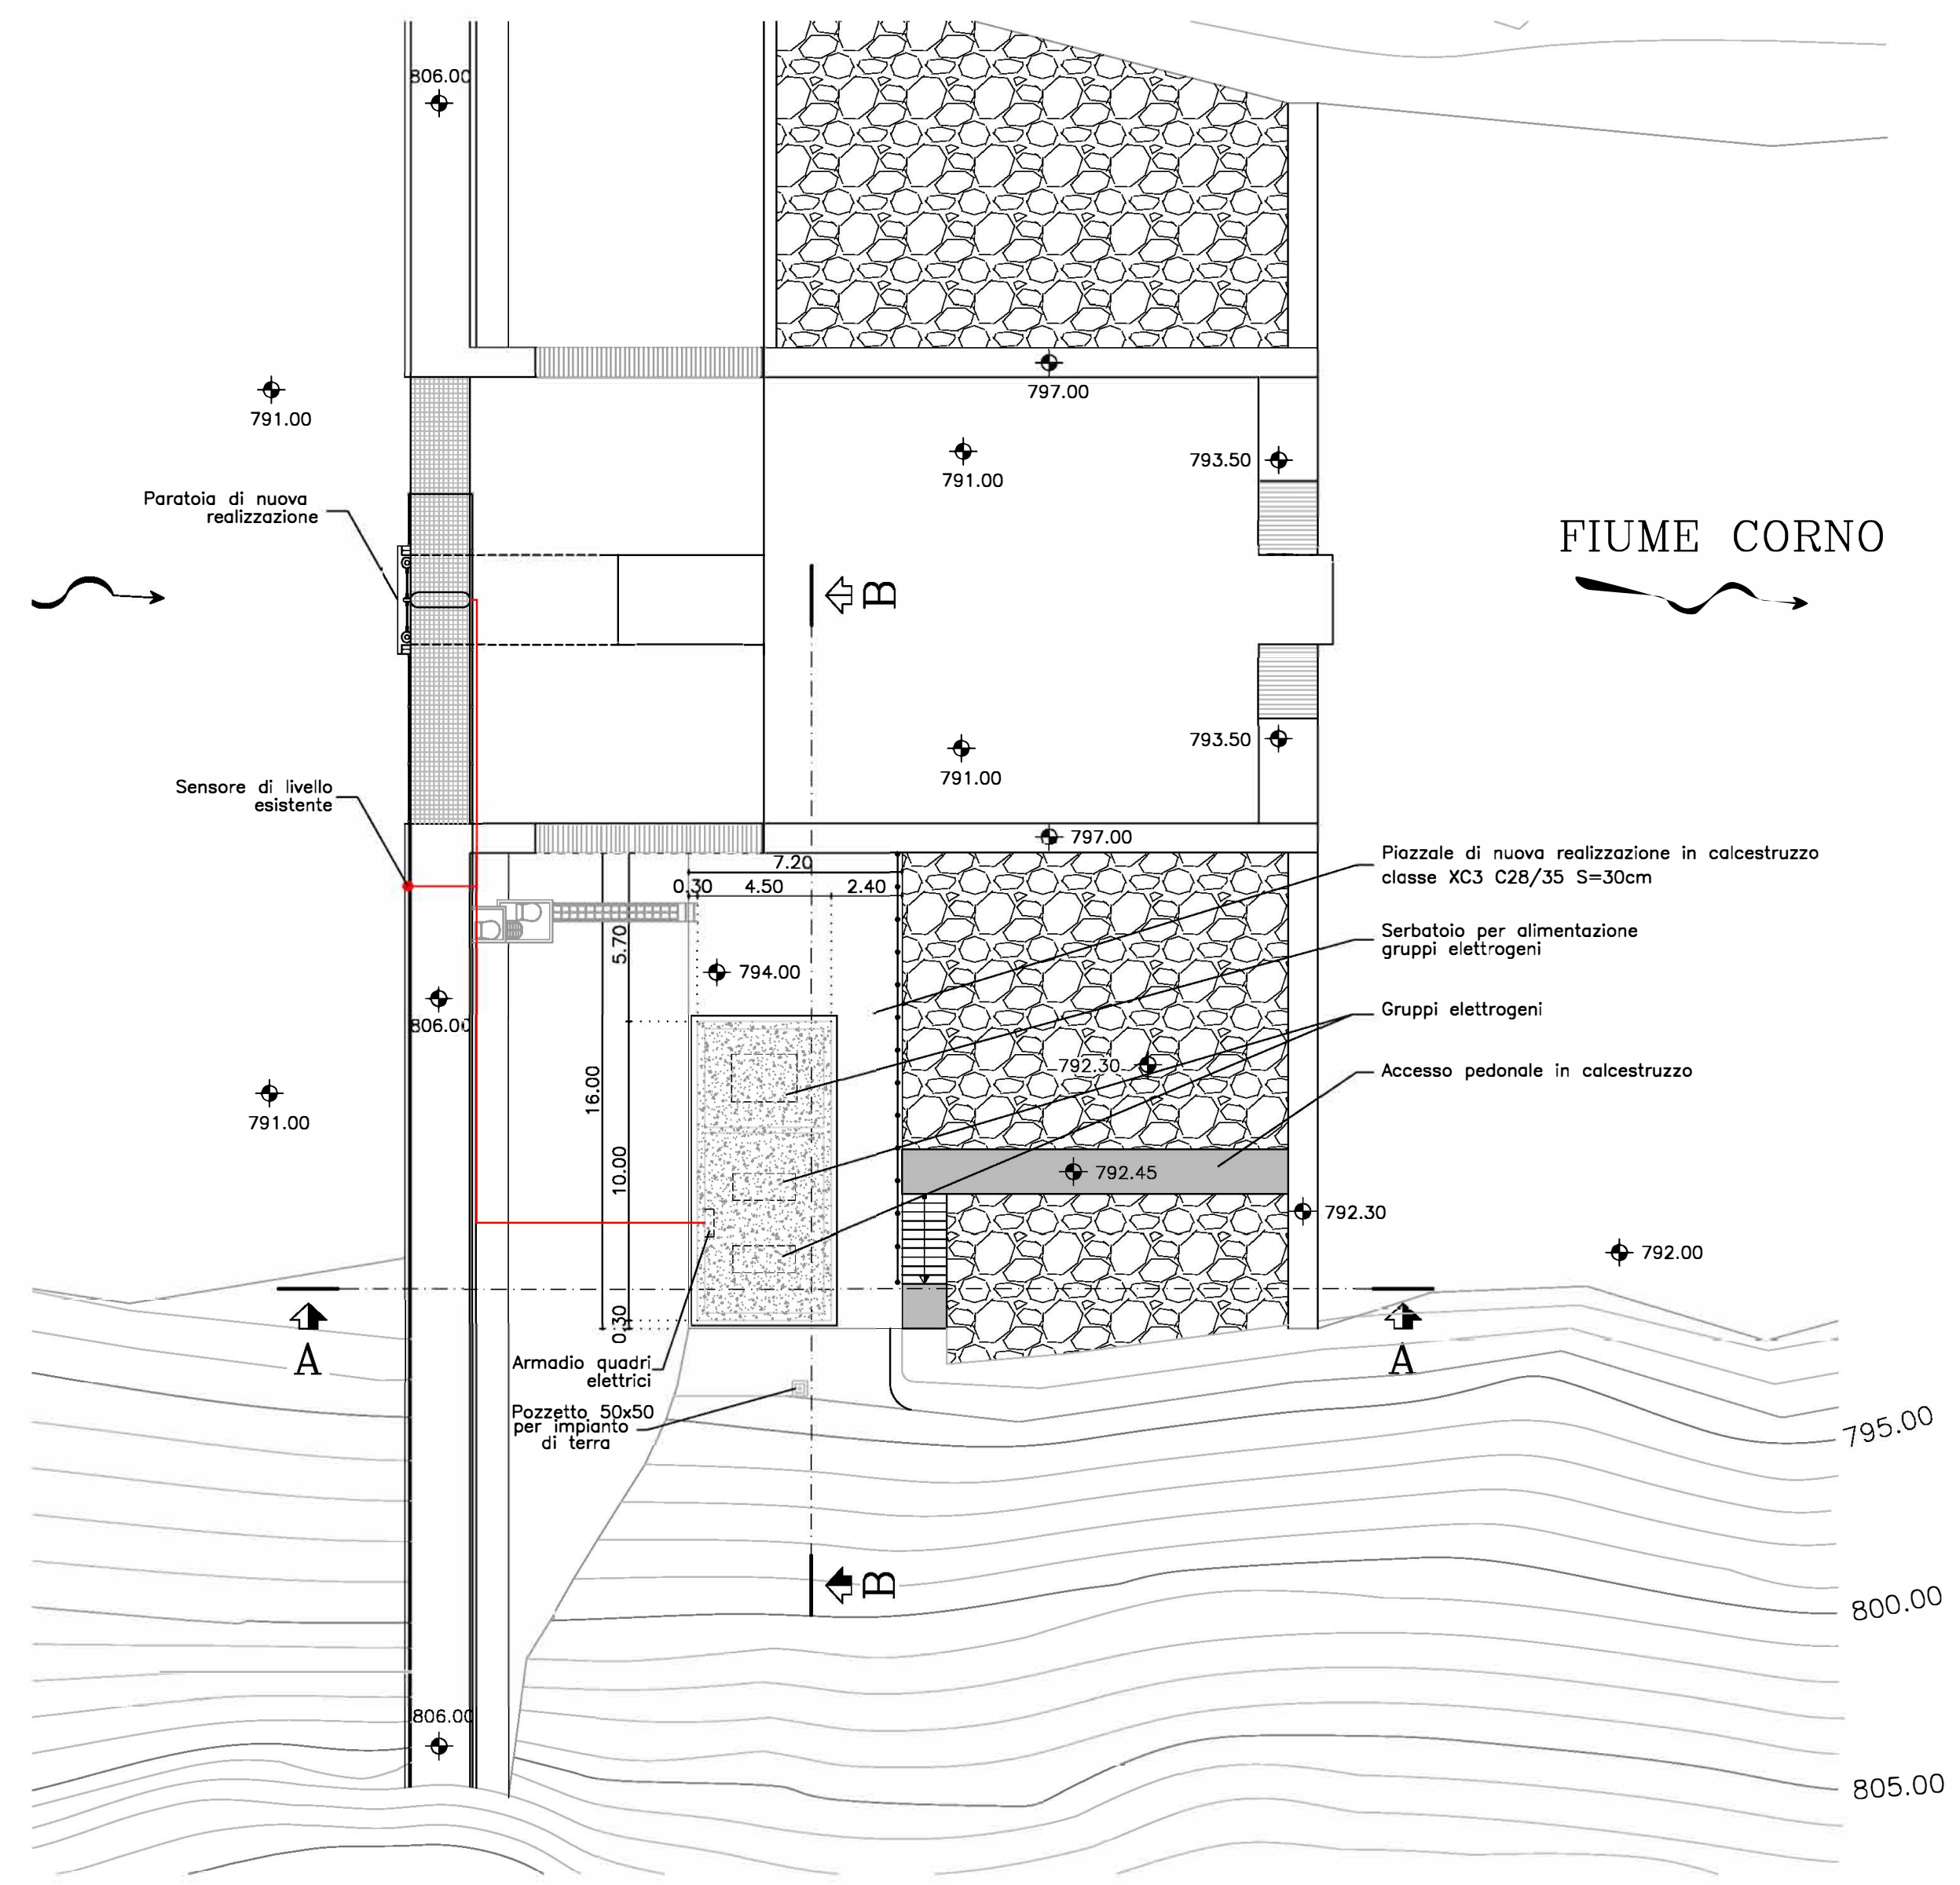 806.00
797.00
791.00
791.00
793.50
Paratoia di nuova
realizzazione
FIUME CORNO
B
793.50
791.00
Sensore di livello
esistente
797.00
7.20
0.30
4.50
2.40
Piazzale di nuova realizzazione in calcestruzzo
classe XC3 C28/35 S=30cm
Serbatoio per alimentazione
gruppi elettrogeni
5.70
794.00
Gruppi elettrogeni
806.00
792.30
Accesso pedonale in calcestruzzo
16.00
791.00
10.00
792.45
792.30
792.00
0.30
A
A
Armadio quadri
elettrici
Pozzetto 50x50
per impianto
di terra
795.00
B
800.00
806.00
805.00